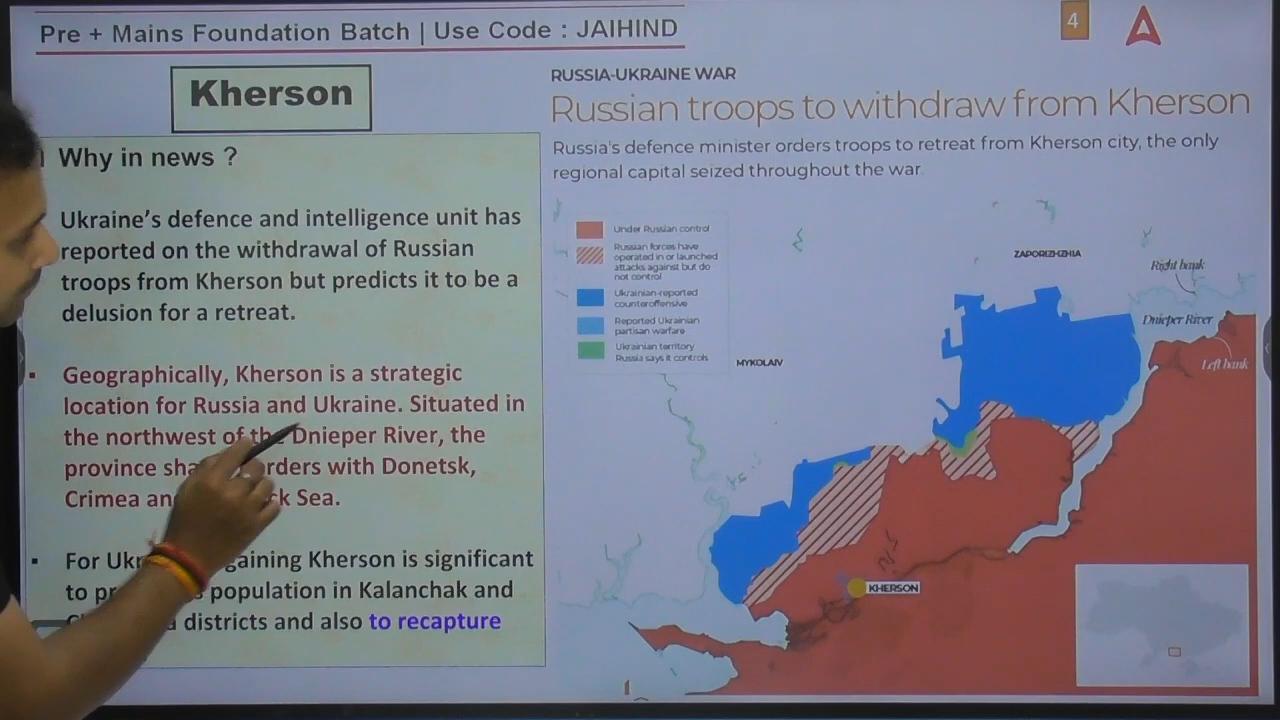 Pre + Mains Foundation Batch | Use Code : JAIHIND
4
Kherson
Why in news ?
Ukraine's defence and intelligence unit has
reported on the withdrawal of Russian
troops from Kherson but predicts it to be a
delusion for a retreat.
▪ Geographically, Kherson is a strategic
location for Russia and Ukraine. Situated in
the northwest of the Dnieper River, the
province borders with Donetsk,
Crimea Sea.
▪ For Kherson is significant
to population in Kalanchak and
districts and also to recapture
RUSSIA-UKRAINE WAR
Russian troops to withdraw from Kherson
Russia's defence minister orders troops to retreat from Kherson city, the only
regional capital seized throughout the war.
Under Russian control
Russian forces have
operated in or launched
attacks against but do
not control
Ukrainian-reported
counteroffensive
Reported Ukrainian
partisan warfare
Ukrainian territory
Russia says it controls
ZAPORIZHZHIA
Right bank
Dnieper River
Left bank
MYKOLAIV
KHERSON